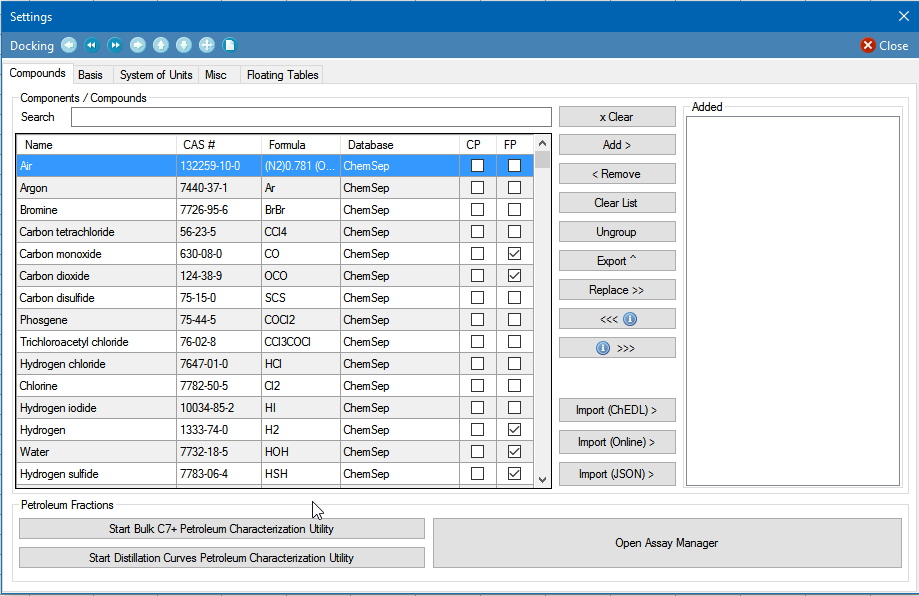 Settings
Docking
Close
Compounds Basis System of Units Misc Floating Tables
Components / Compounds
Search
Name CAS # Formula Database CP FP
Air 132259-10-0 (N2)0.781 (O... ChemSep
Argon 7440-37-1 Ar ChemSep
Bromine 7726-95-6 BrBr ChemSep
Carbon tetrachloride 56-23-5 CCl4 ChemSep
Carbon monoxide 630-08-0 CO ChemSep
Carbon dioxide 124-38-9 OCO ChemSep
Carbon disulfide 75-15-0 SCS ChemSep
Phosgene 75-44-5 COCl2 ChemSep
Trichloroacetyl chloride 76-02-8 CCl3COCl ChemSep
Hydrogen chloride 7647-01-0 HCl ChemSep
Chlorine 7782-50-5 Cl2 ChemSep
Hydrogen iodide 10034-85-2 HI ChemSep
Hydrogen 1333-74-0 H2 ChemSep
Water 7732-18-5 HOH ChemSep
Hydrogen sulfide 7783-06-4 HSH ChemSep
x Clear
Add >
< Remove
Clear List
Ungroup
Export ^
Replace >>
<<<
>>>
Import (ChEDL) >
Import (Online) >
Import (JSON) >
Added
Petroleum Fractions
Start Bulk C7+ Petroleum Characterization Utility
Start Distillation Curves Petroleum Characterization Utility
Open Assay Manager